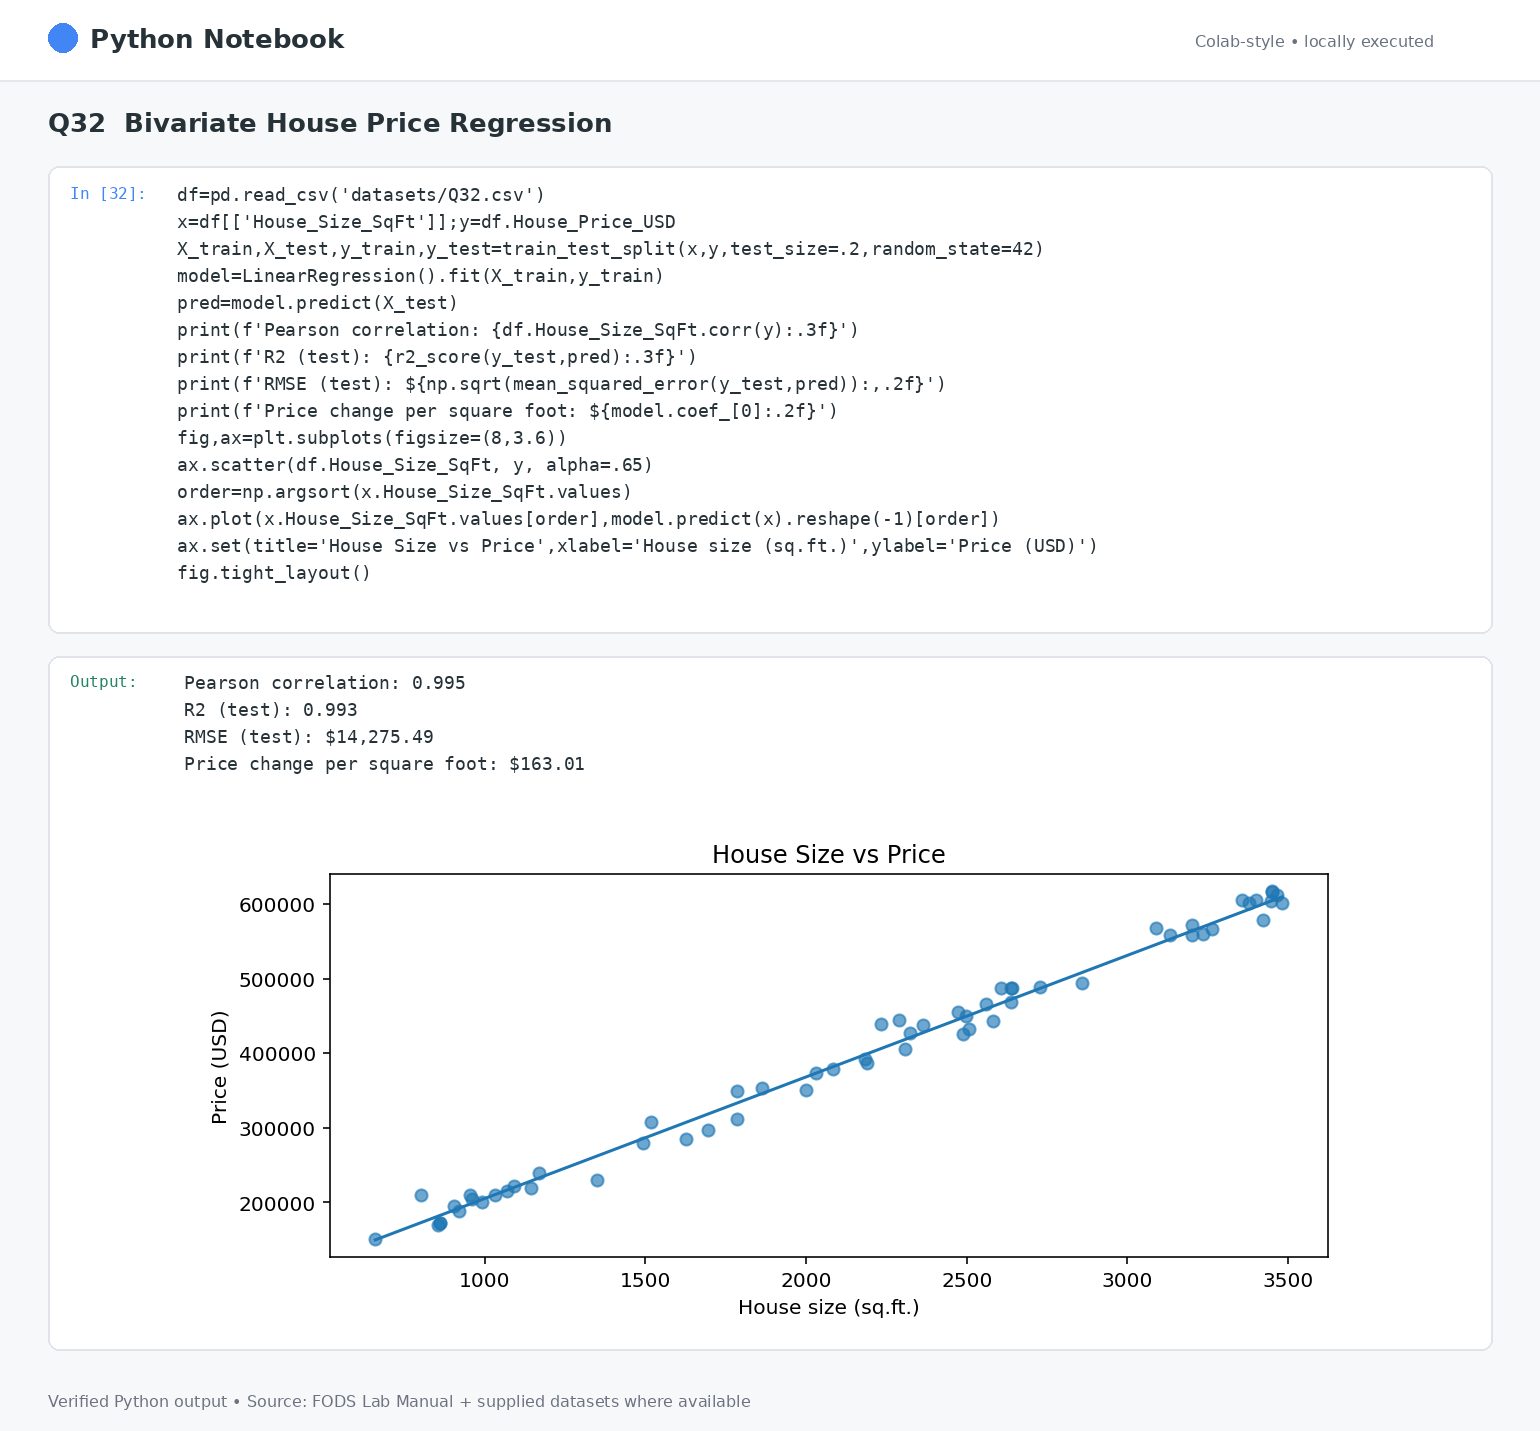 Python Notebook
Colab-style • locally executed
Q32 Bivariate House Price Regression
In [32]:
df=pd.read_csv('datasets/Q32.csv')
x=df[['House_Size_SqFt']];y=df.House_Price_USD
X_train,X_test,y_train,y_test=train_test_split(x,y,test_size=.2,random_state=42)
model=LinearRegression().fit(X_train,y_train)
pred=model.predict(X_test)
print(f'Pearson correlation: {df.House_Size_SqFt.corr(y):.3f}')
print(f'R2 (test): {r2_score(y_test,pred):.3f}')
print(f'RMSE (test): ${np.sqrt(mean_squared_error(y_test,pred)):,.2f}')
print(f'Price change per square foot: ${model.coef_[0]:.2f}')
fig,ax=plt.subplots(figsize=(8,3.6))
ax.scatter(df.House_Size_SqFt, y, alpha=.65)
order=np.argsort(x.House_Size_SqFt.values)
ax.plot(x.House_Size_SqFt.values[order],model.predict(x).reshape(-1)[order])
ax.set(title='House Size vs Price',xlabel='House size (sq.ft.)',ylabel='Price (USD)')
fig.tight_layout()
Output:
Pearson correlation: 0.995
R2 (test): 0.993
RMSE (test): $14,275.49
Price change per square foot: $163.01
House Size vs Price
600000
500000
400000
300000
200000
Price (USD)
1000 1500 2000 2500 3000 3500
House size (sq.ft.)
Verified Python output • Source: FODS Lab Manual + supplied datasets where available